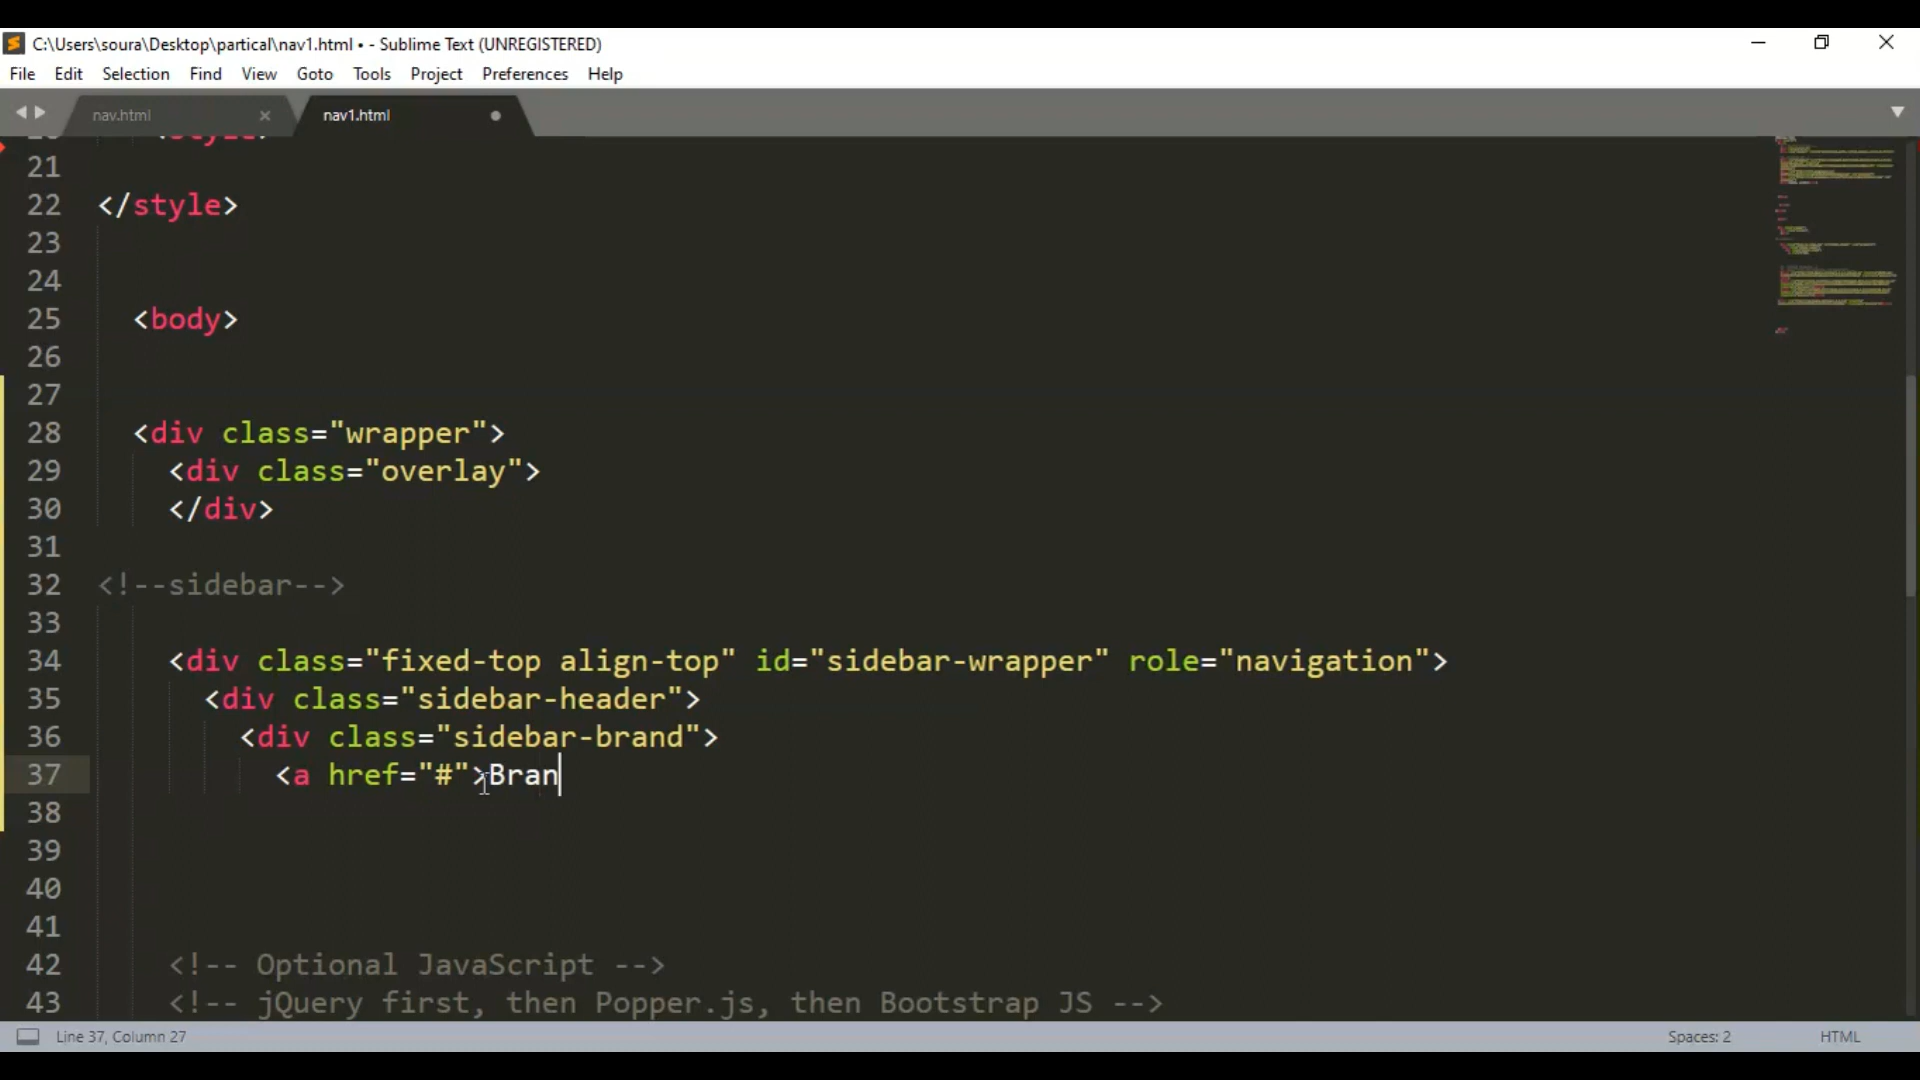 C:\Users\soura\Desktop\partical\nav1.html • - Sublime Text (UNREGISTERED)
File Edit Selection Find View Goto Tools Project Preferences Help
nav.html × nav1.html
21
22 </style>
23
24
25 <body>
26
27
28 <div class="wrapper">
29 <div class="overlay">
30 </div>
31
32 <!--sidebar-->
33
34 <div class="fixed-top align-top" id="sidebar-wrapper" role="navigation">
35 <div class="sidebar-header">
36 <div class="sidebar-brand">
37 <a href="#">Bran
38
39
40
41
42 <!-- Optional JavaScript -->
43 <!-- jQuery first, then Popper.js, then Bootstrap JS -->
Line 37, Column 27 Spaces: 2 HTML